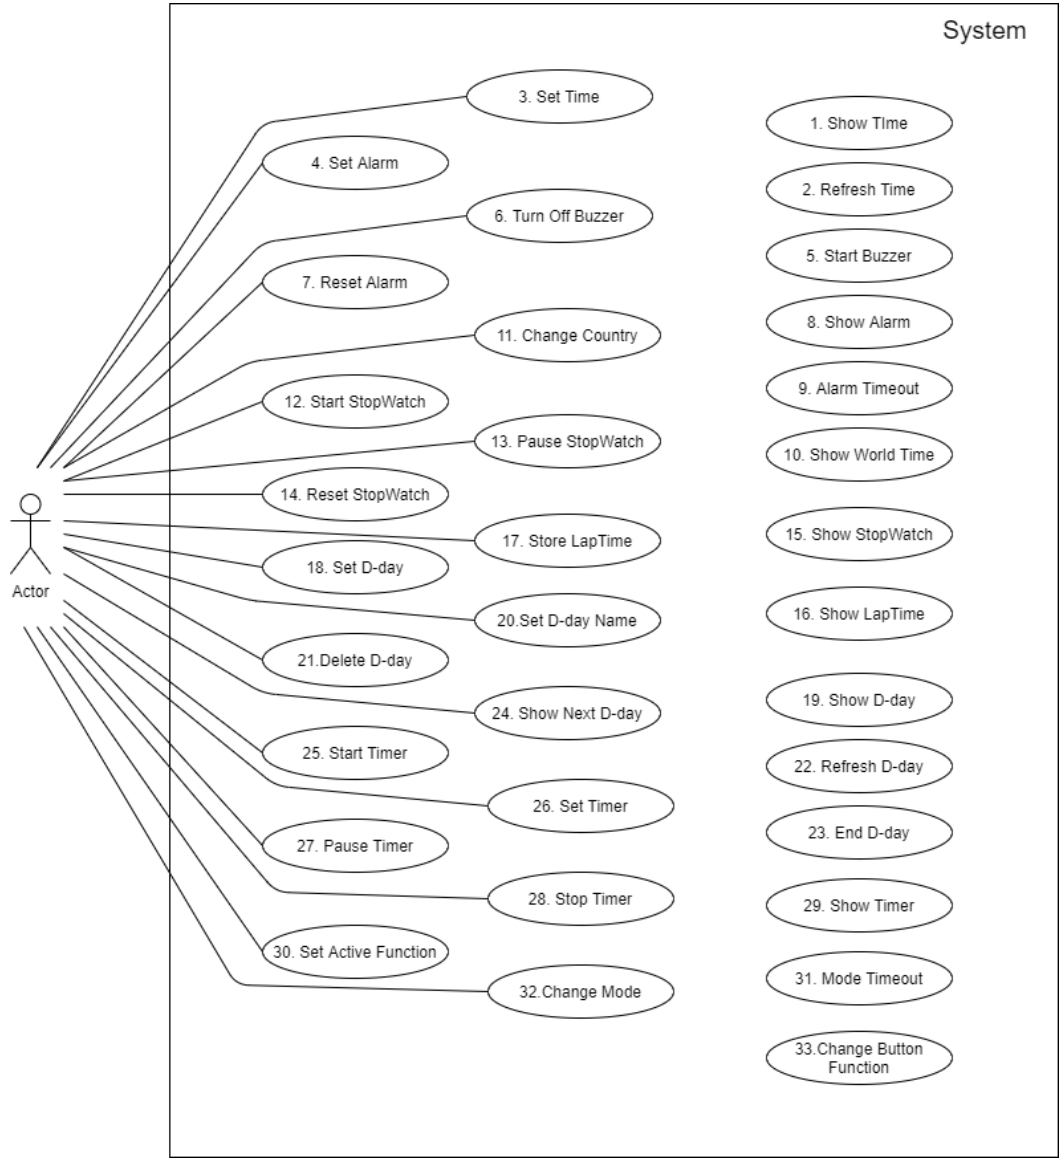 System
3. Set Time
1. Show TIme
4. Set Alarm
2. Refresh Time
6. Turn Off Buzzer
5. Start Buzzer
7. Reset Alarm
8. Show Alarm
11. Change Country
9. Alarm Timeout
12. Start StopWatch
13. Pause StopWatch
10. Show World Time
14. Reset StopWatch
15. Show StopWatch
17. Store LapTime
18. Set D-day
Actor
16. Show LapTime
20.Set D-day Name
21.Delete D-day
19. Show D-day
24. Show Next D-day
25. Start Timer
22. Refresh D-day
26. Set Timer
23. End D-day
27. Pause Timer
28. Stop Timer
29. Show Timer
30. Set Active Function
31. Mode Timeout
32.Change Mode
33.Change Button
Function